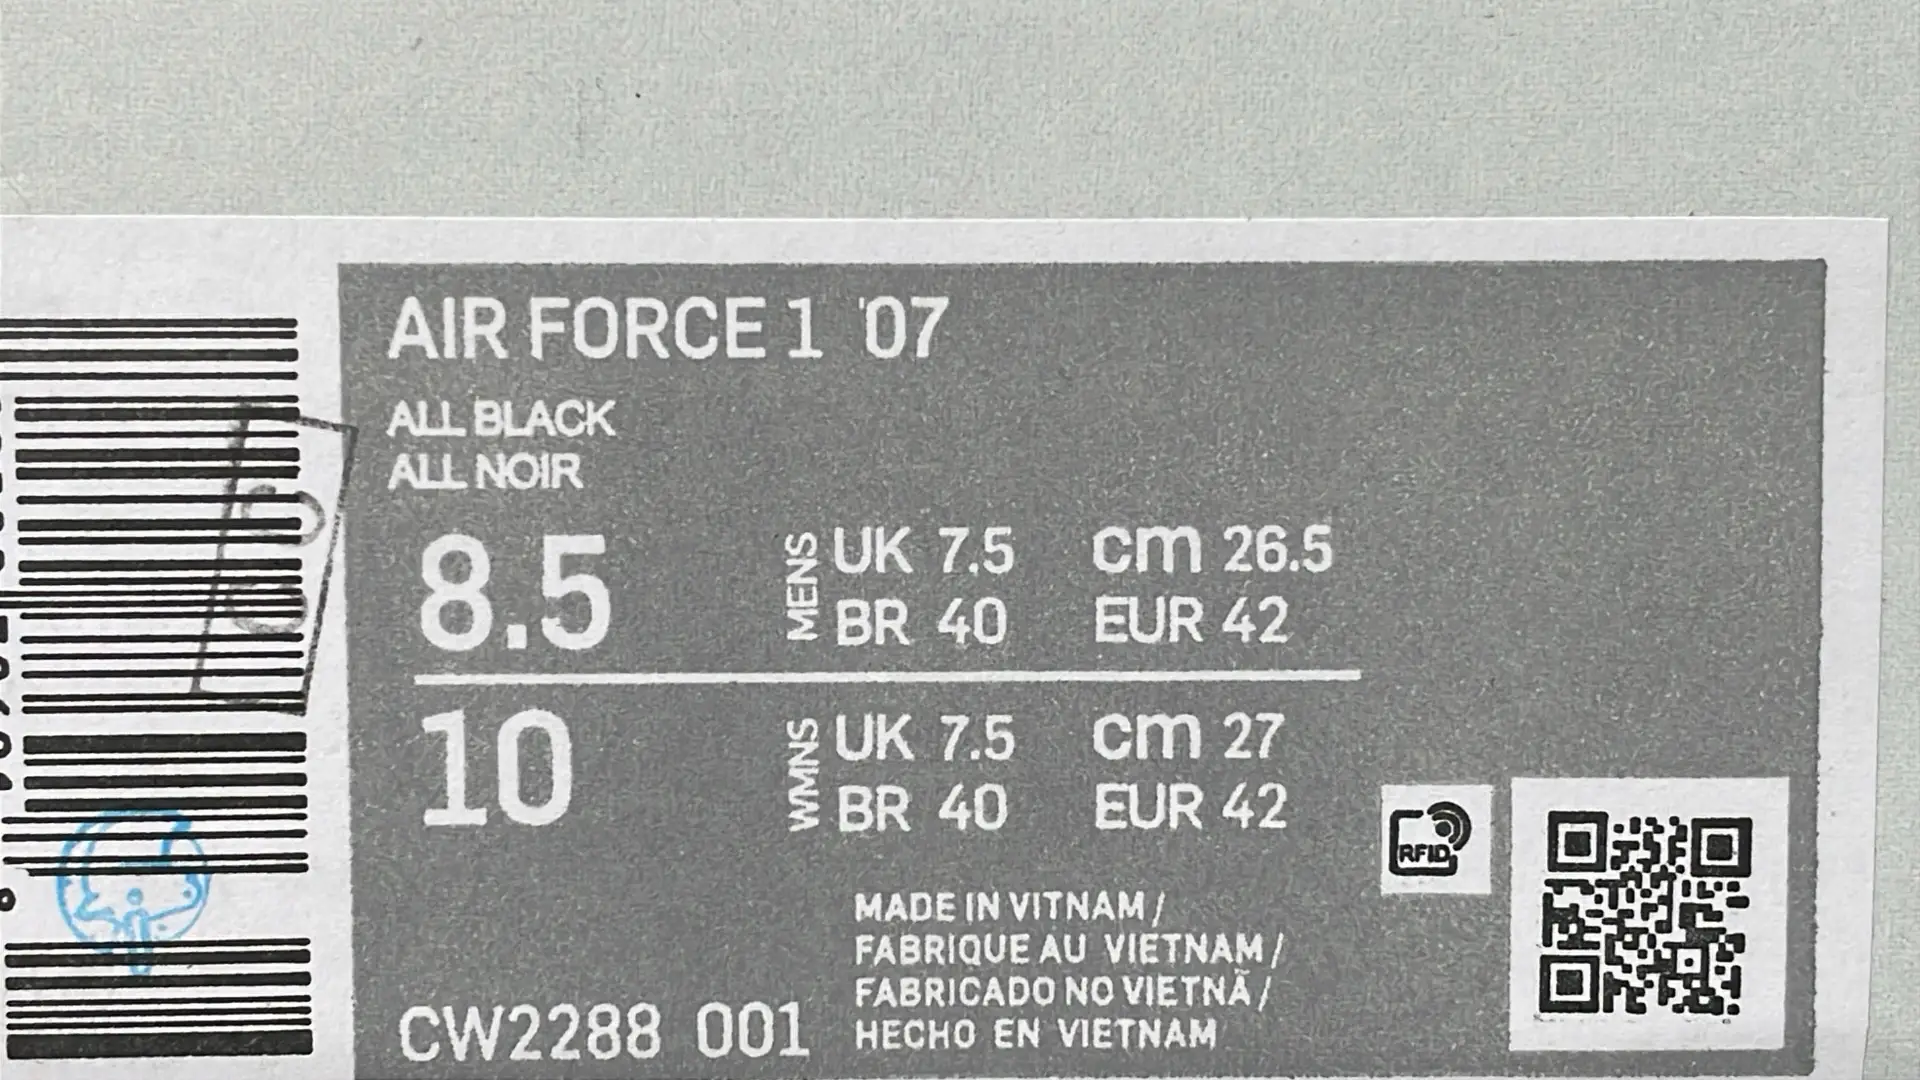 AIR FORCE 1 '07
ALL BLACK
ALL NOIR
8.5
MENS
UK 7.5 cm 26.5
BR 40 EUR 42
10
WMNS
UK 7.5 cm 27
BR 40 EUR 42
RFID
MADE IN VITNAM /
FABRIQUE AU VIETNAM /
FABRICADO NO VIETNÃ /
HECHO EN VIETNAM
CW2288 001